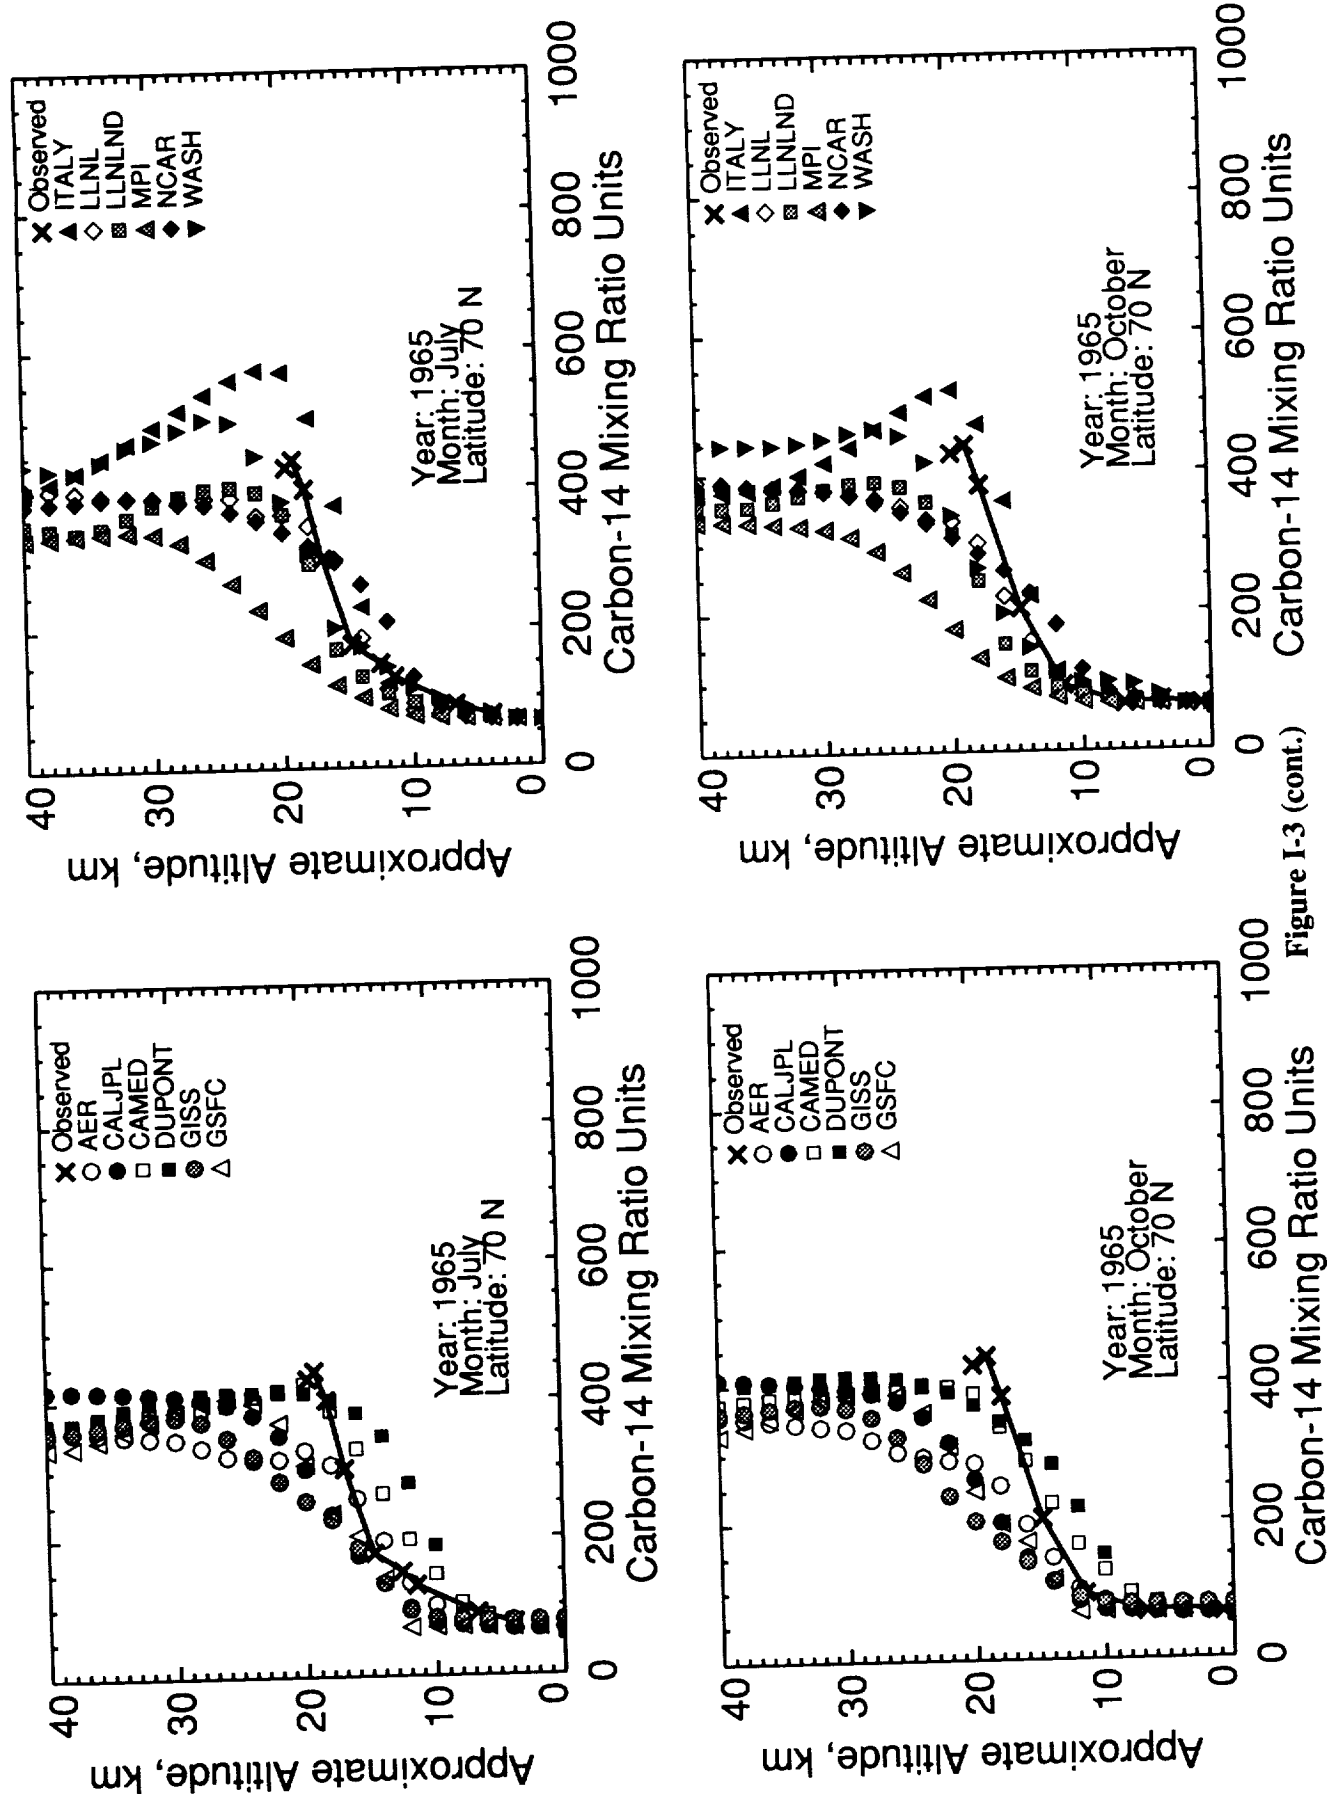 Approximate Altitude, km
40
30
20
10
0
Observed
AER
CALJPL
CAMED
DUPONT
GISS
GSFC
Year: 1965
Month: July
Latitude: 70 N
0 200 400 600 800 1000
Carbon-14 Mixing Ratio Units
Approximate Altitude, km
40
30
20
10
0
Observed
ITALY
LLNL
LLNLND
MPI
NCAR
WASH
Year: 1965
Month: July
Latitude: 70 N
0 200 400 600 800 1000
Carbon-14 Mixing Ratio Units
Approximate Altitude, km
40
30
20
10
0
Observed
AER
CALJPL
CAMED
DUPONT
GISS
GSFC
Year: 1965
Month: October
Latitude: 70 N
0 200 400 600 800 1000
Carbon-14 Mixing Ratio Units
Approximate Altitude, km
40
30
20
10
0
Observed
ITALY
LLNL
LLNLND
MPI
NCAR
WASH
Year: 1965
Month: October
Latitude: 70 N
0 200 400 600 800 1000
Carbon-14 Mixing Ratio Units
Figure I-3 (cont.)